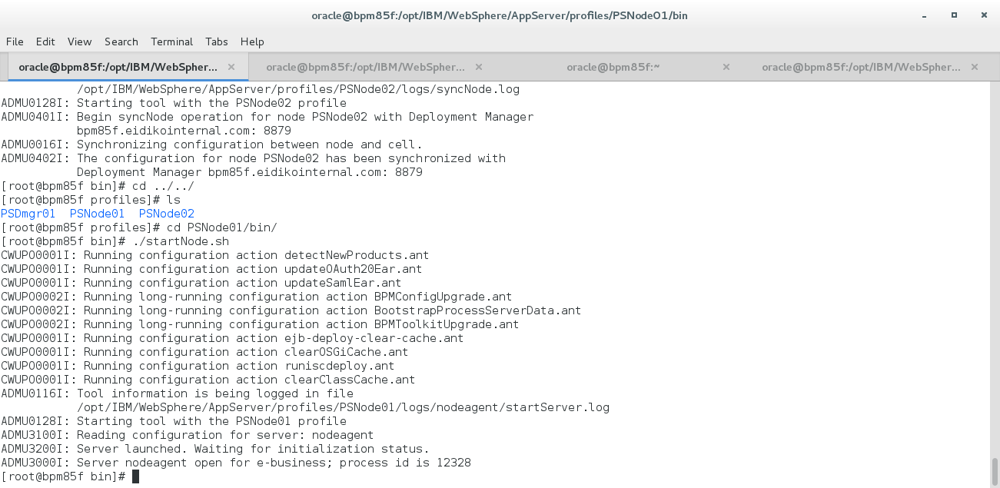 oracle@bpm85f:/opt/IBM/WebSphere/AppServer/profiles/PSNode01/bin
File Edit View Search Terminal Tabs Help
oracle@bpm85f:/opt/IBM/WebSpher... oracle@bpm85f:/opt/IBM/WebSpher... oracle@bpm85f:~ oracle@bpm85f:/opt/IBM/WebSpher...
/opt/IBM/WebSphere/AppServer/profiles/PSNode02/logs/syncNode.log
ADMU0128I: Starting tool with the PSNode02 profile
ADMU0401I: Begin syncNode operation for node PSNode02 with Deployment Manager
bpm85f.eidikointernal.com: 8879
ADMU0016I: Synchronizing configuration between node and cell.
ADMU0402I: The configuration for node PSNode02 has been synchronized with
Deployment Manager bpm85f.eidikointernal.com: 8879
[root@bpm85f bin]# cd ../../
[root@bpm85f profiles]# ls
PSDmgr01  PSNode01  PSNode02
[root@bpm85f profiles]# cd PSNode01/bin/
[root@bpm85f bin]# ./startNode.sh
CWUPO0001I: Running configuration action detectNewProducts.ant
CWUPO0001I: Running configuration action updateOAuth20Ear.ant
CWUPO0001I: Running configuration action updateSamlEar.ant
CWUPO0002I: Running long-running configuration action BPMConfigUpgrade.ant
CWUPO0002I: Running long-running configuration action BootstrapProcessServerData.ant
CWUPO0002I: Running long-running configuration action BPMToolkitUpgrade.ant
CWUPO0001I: Running configuration action ejb-deploy-clear-cache.ant
CWUPO0001I: Running configuration action clearOSGiCache.ant
CWUPO0001I: Running configuration action runiscdeploy.ant
CWUPO0001I: Running configuration action clearClassCache.ant
ADMU0116I: Tool information is being logged in file
/opt/IBM/WebSphere/AppServer/profiles/PSNode01/logs/nodeagent/startServer.log
ADMU0128I: Starting tool with the PSNode01 profile
ADMU3100I: Reading configuration for server: nodeagent
ADMU3200I: Server launched. Waiting for initialization status.
ADMU3000I: Server nodeagent open for e-business; process id is 12328
[root@bpm85f bin]#